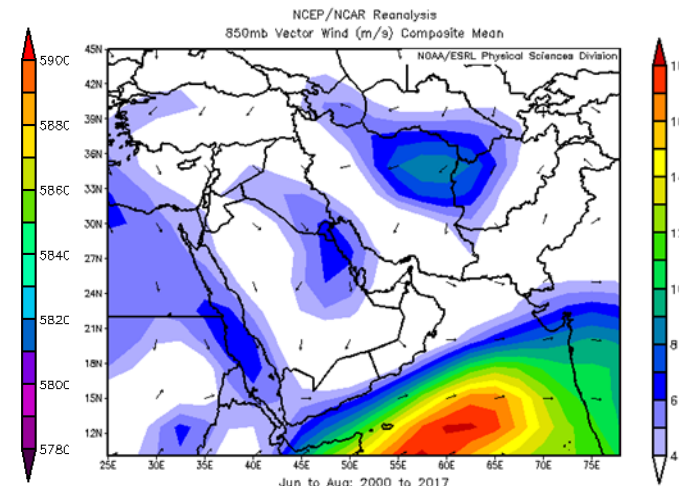 NCEP/NCAR Reanalysis
850mb Vector Wind (m/s) Composite Mean
NOAA/ESRL Physical Sciences Division
45N
42N
39N
36N
33N
30N
27N
24N
21N
18N
15N
12N
25E 30E 35E 40E 45E 50E 55E 60E 65E 70E 75E
Jun to Aug: 2000 to 2017
5900
5880
5860
5840
5820
5800
5780
8
6
4